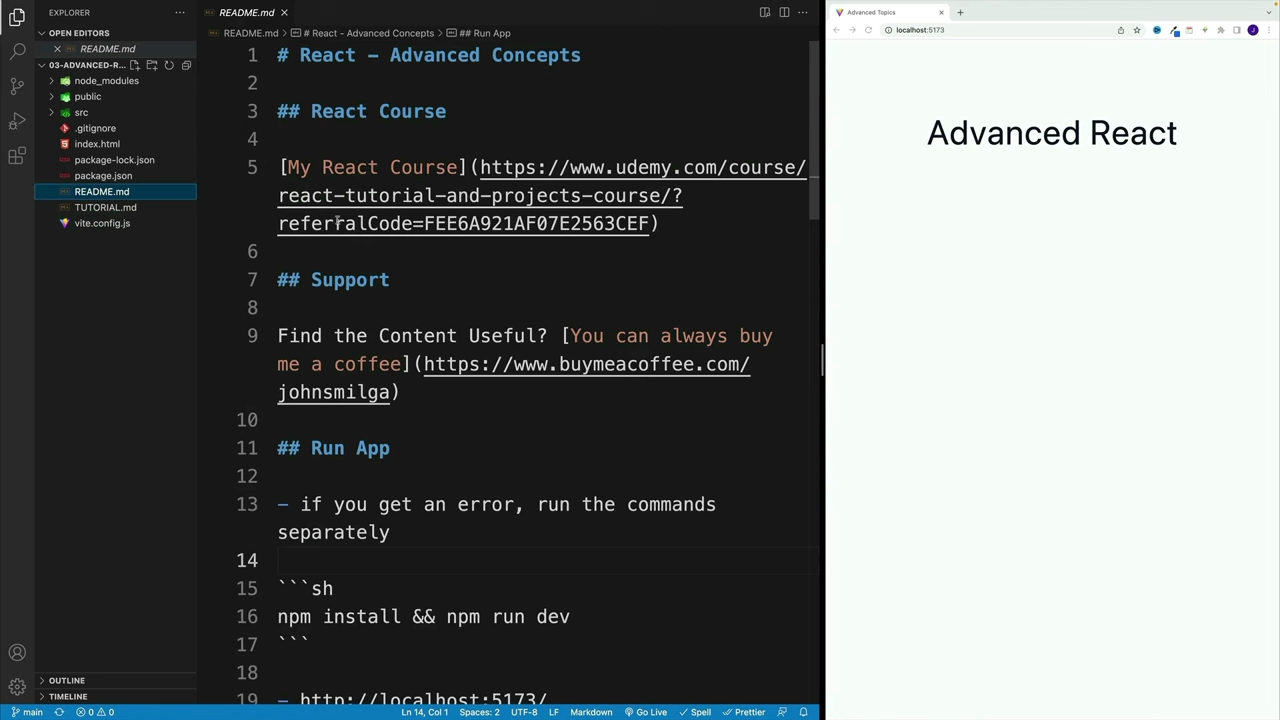 EXPLORER
OPEN EDITORS
README.md
03-ADVANCED-R...
node_modules
public
src
.gitignore
index.html
package-lock.json
package.json
README.md
TUTORIAL.md
vite.config.js
OUTLINE
TIMELINE
README.md
README.md > # React - Advanced Concepts > ## Run App
1 # React - Advanced Concepts
2
3 ## React Course
4
5 [My React Course](https://www.udemy.com/course/
react-tutorial-and-projects-course/?
referralCode=FEE6A921AF07E2563CEF)
6
7 ## Support
8
9 Find the Content Useful? [You can always buy
me a coffee](https://www.buymeacoffee.com/
johnsmilga)
10
11 ## Run App
12
13 - if you get an error, run the commands
separately
14
15 ```sh
16 npm install && npm run dev
17 ```
18
19 - http://localhost:5173/
main 0 0 Ln 14, Col 1 Spaces: 2 UTF-8 LF Markdown Go Live Spell Prettier
Advanced Topics
localhost:5173
J
Advanced React